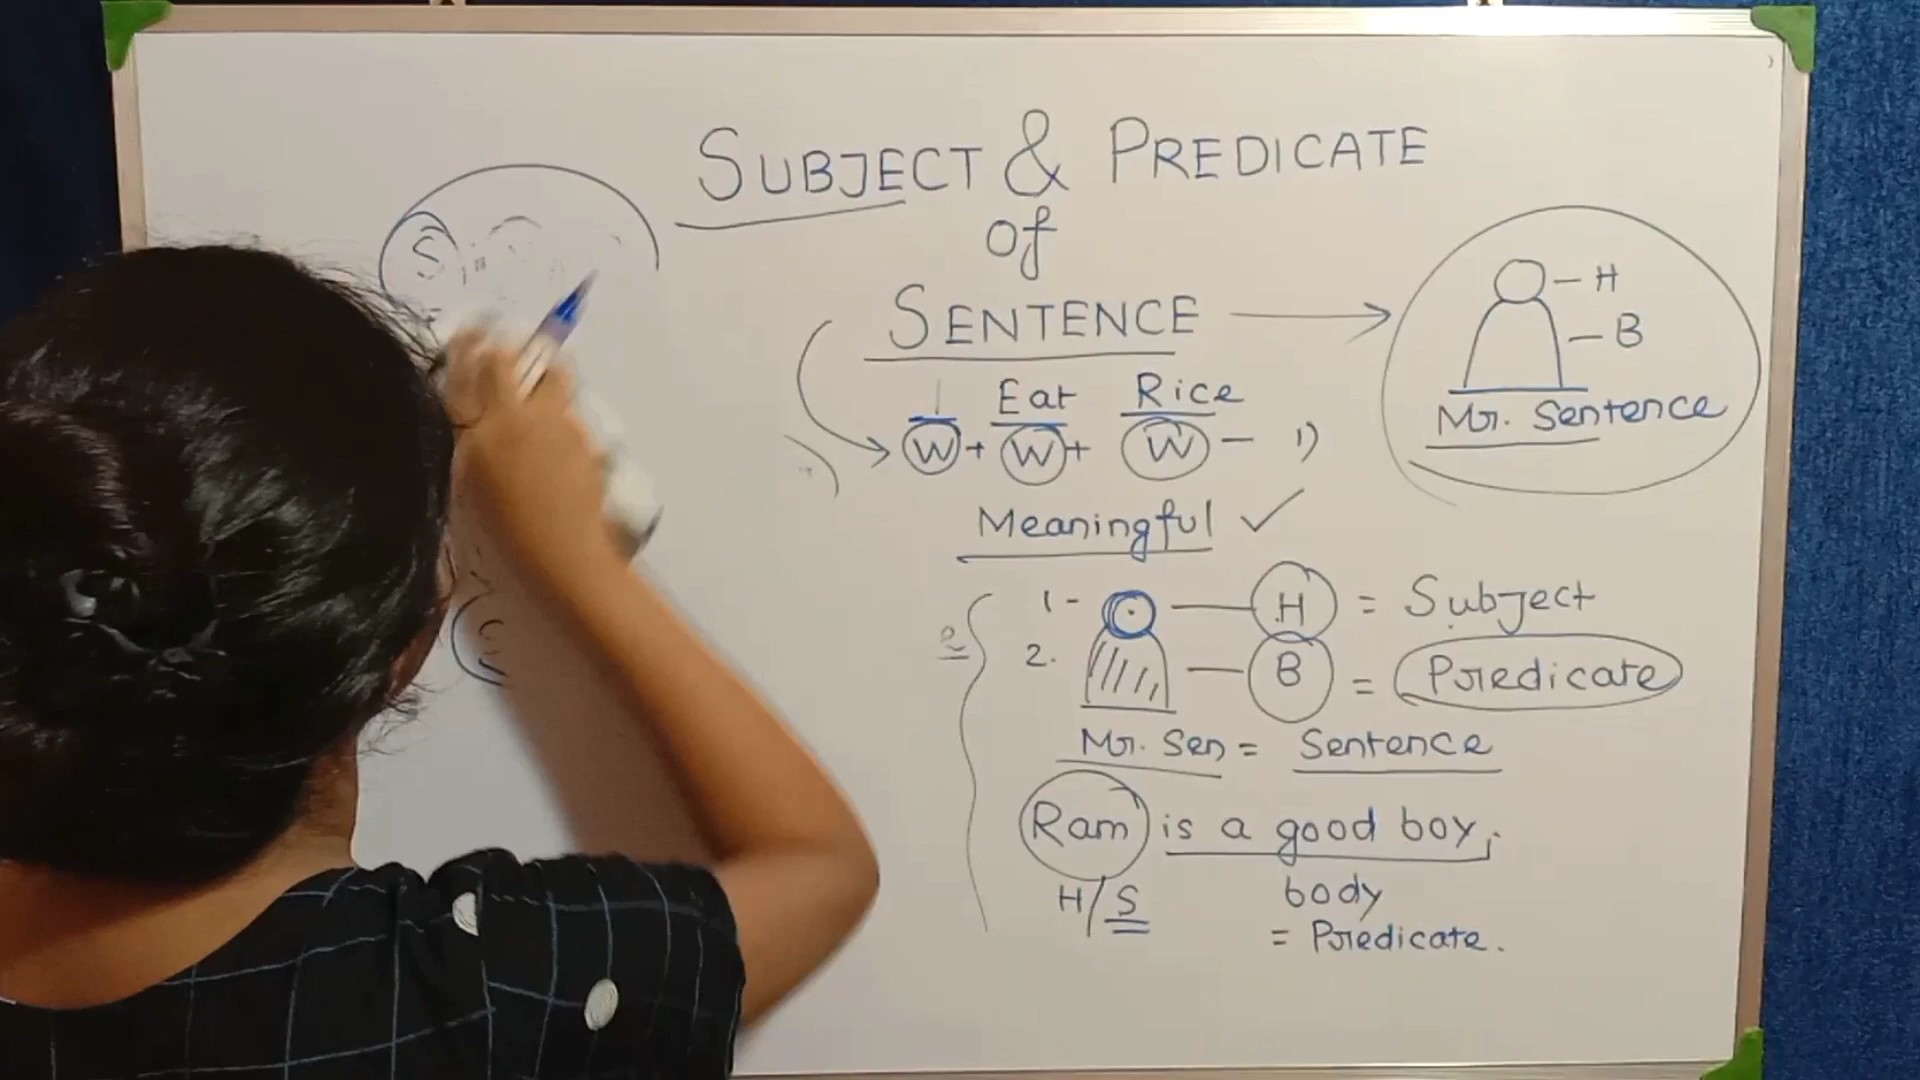 SUBJECT & PREDICATE
of
SENTENCE
H
B
Mr. Sentence
I Eat Rice
W + W + W - 1)
Meaningful ✓
1- H = Subject
2. B = Predicate
Mr. Sen = Sentence
Ram is a good boy.
H/S body
= Predicate.
S